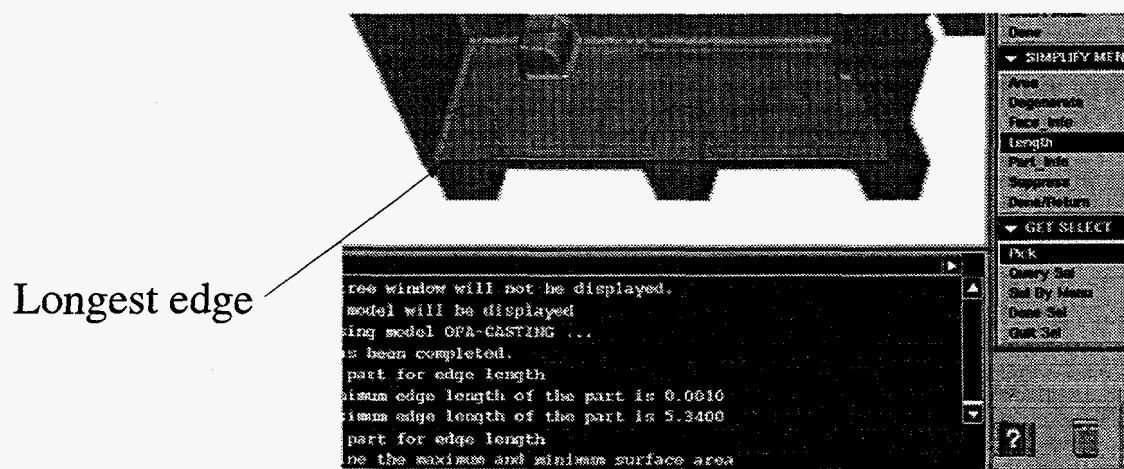 Done
SIMPLIFY MEN
Area
Degenerate
Face_Info
Length
Part_Info
Suppress
Done/Return
GET SELECT
Pick
Query Sel
Sel By Menu
Done Sel
Quit Sel
?
Longest edge
ree window will not be displayed.
model will be displayed
ing model OPA-CASTING ...
s been completed.
part for edge length
imum edge length of the part is 0.0010
imum edge length of the part is 5.3400
part for edge length
ne the maximum and minimum surface area